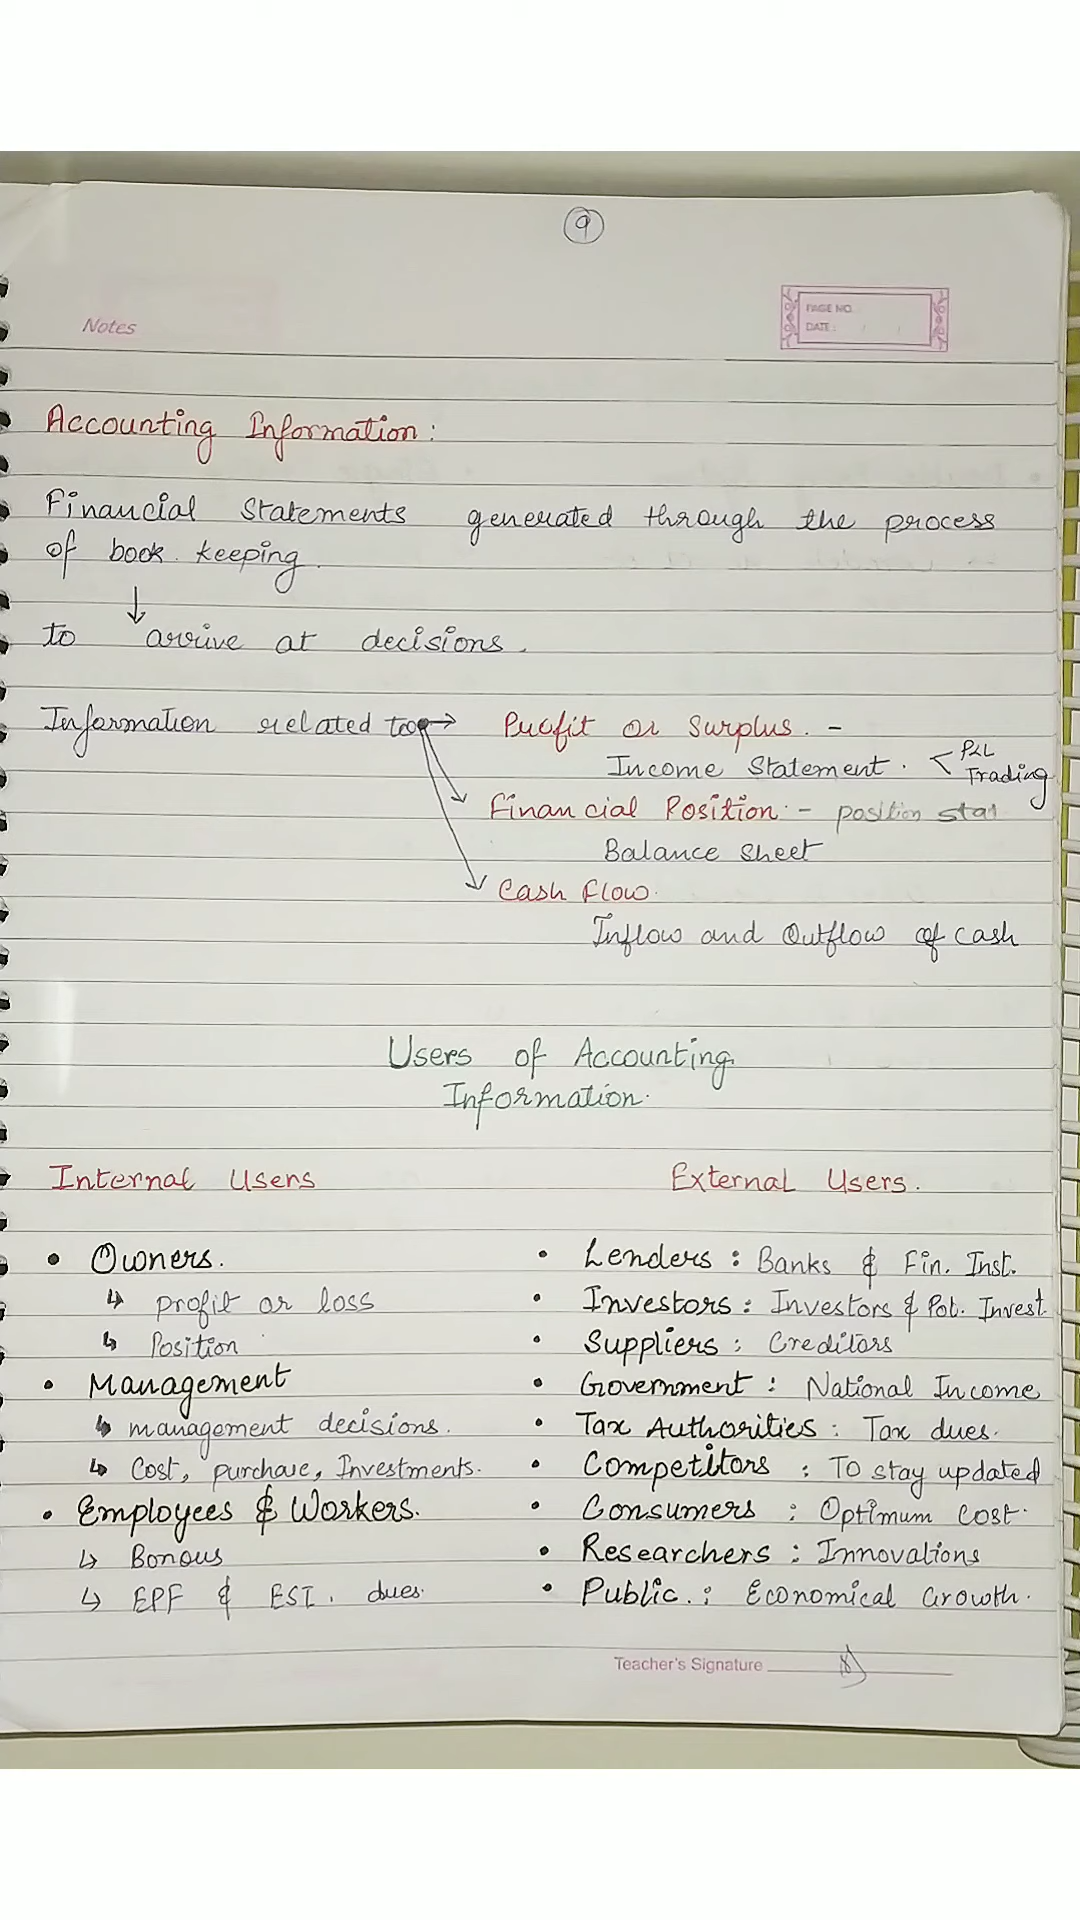 9
Notes
PAGE NO.
DATE:
Accounting Information:
Financial Statements generated through the process
of book keeping.
↓
to arrive at decisions.
Information related to → Profit or Surplus. -
Income Statement. < P&L
Trading
Financial Position: - position stat
Balance Sheet
Cash Flow.
Inflow and Outflow of cash
Users of Accounting
Information.
Internal Users
External Users.
• Owners.
↳ profit or loss
↳ Position
• Management
↳ management decisions.
↳ Cost, purchase, Investments.
• Employees & Workers.
↳ Bonous
↳ EPF & ESI. dues.
• Lenders: Banks & Fin. Inst.
• Investors: Investors & Pot. Invest.
• Suppliers: Creditors
• Government: National Income
• Tax Authorities: Tax dues.
• Competitors: To stay updated
• Consumers: Optimum Cost.
• Researchers: Innovations
• Public.: Economical Growth.
Teacher's Signature